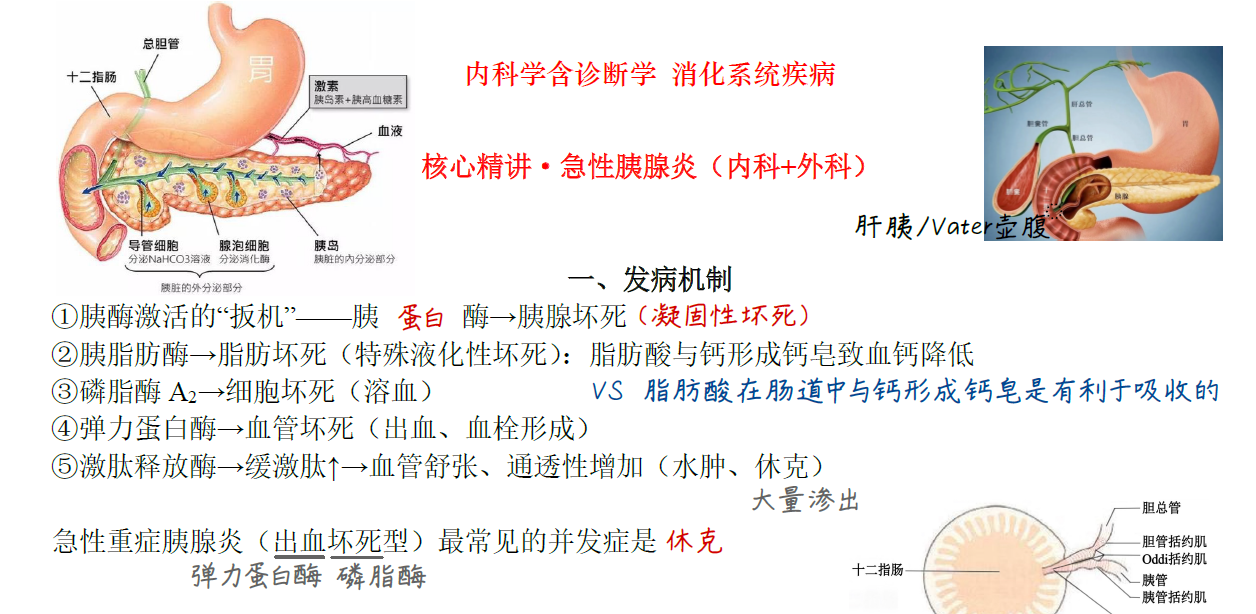 总胆管
十二指肠
胃
激素
胰岛素+胰高血糖素
血液
导管细胞
分泌NaHCO3溶液
腺泡细胞
分泌消化酶
胰岛
胰脏的内分泌部分
胰脏的外分泌部分
内科学含诊断学 消化系统疾病
核心精讲·急性胰腺炎（内科+外科）
肝总管
胆囊管
胆总管
胃
胆囊
胰腺
肝胰/Vater壶腹
一、发病机制
①胰酶激活的“扳机”——胰 蛋白 酶→胰腺坏死（凝固性坏死）
②胰脂肪酶→脂肪坏死（特殊液化性坏死）：脂肪酸与钙形成钙皂致血钙降低
③磷脂酶 A₂→细胞坏死（溶血） VS 脂肪酸在肠道中与钙形成钙皂是有利于吸收的
④弹力蛋白酶→血管坏死（出血、血栓形成）
⑤激肽释放酶→缓激肽↑→血管舒张、通透性增加（水肿、休克）
大量渗出
急性重症胰腺炎（出血坏死型）最常见的并发症是 休克
弹力蛋白酶 磷脂酶
胆总管
胆管括约肌
Oddi括约肌
十二指肠
胰管
胰管括约肌